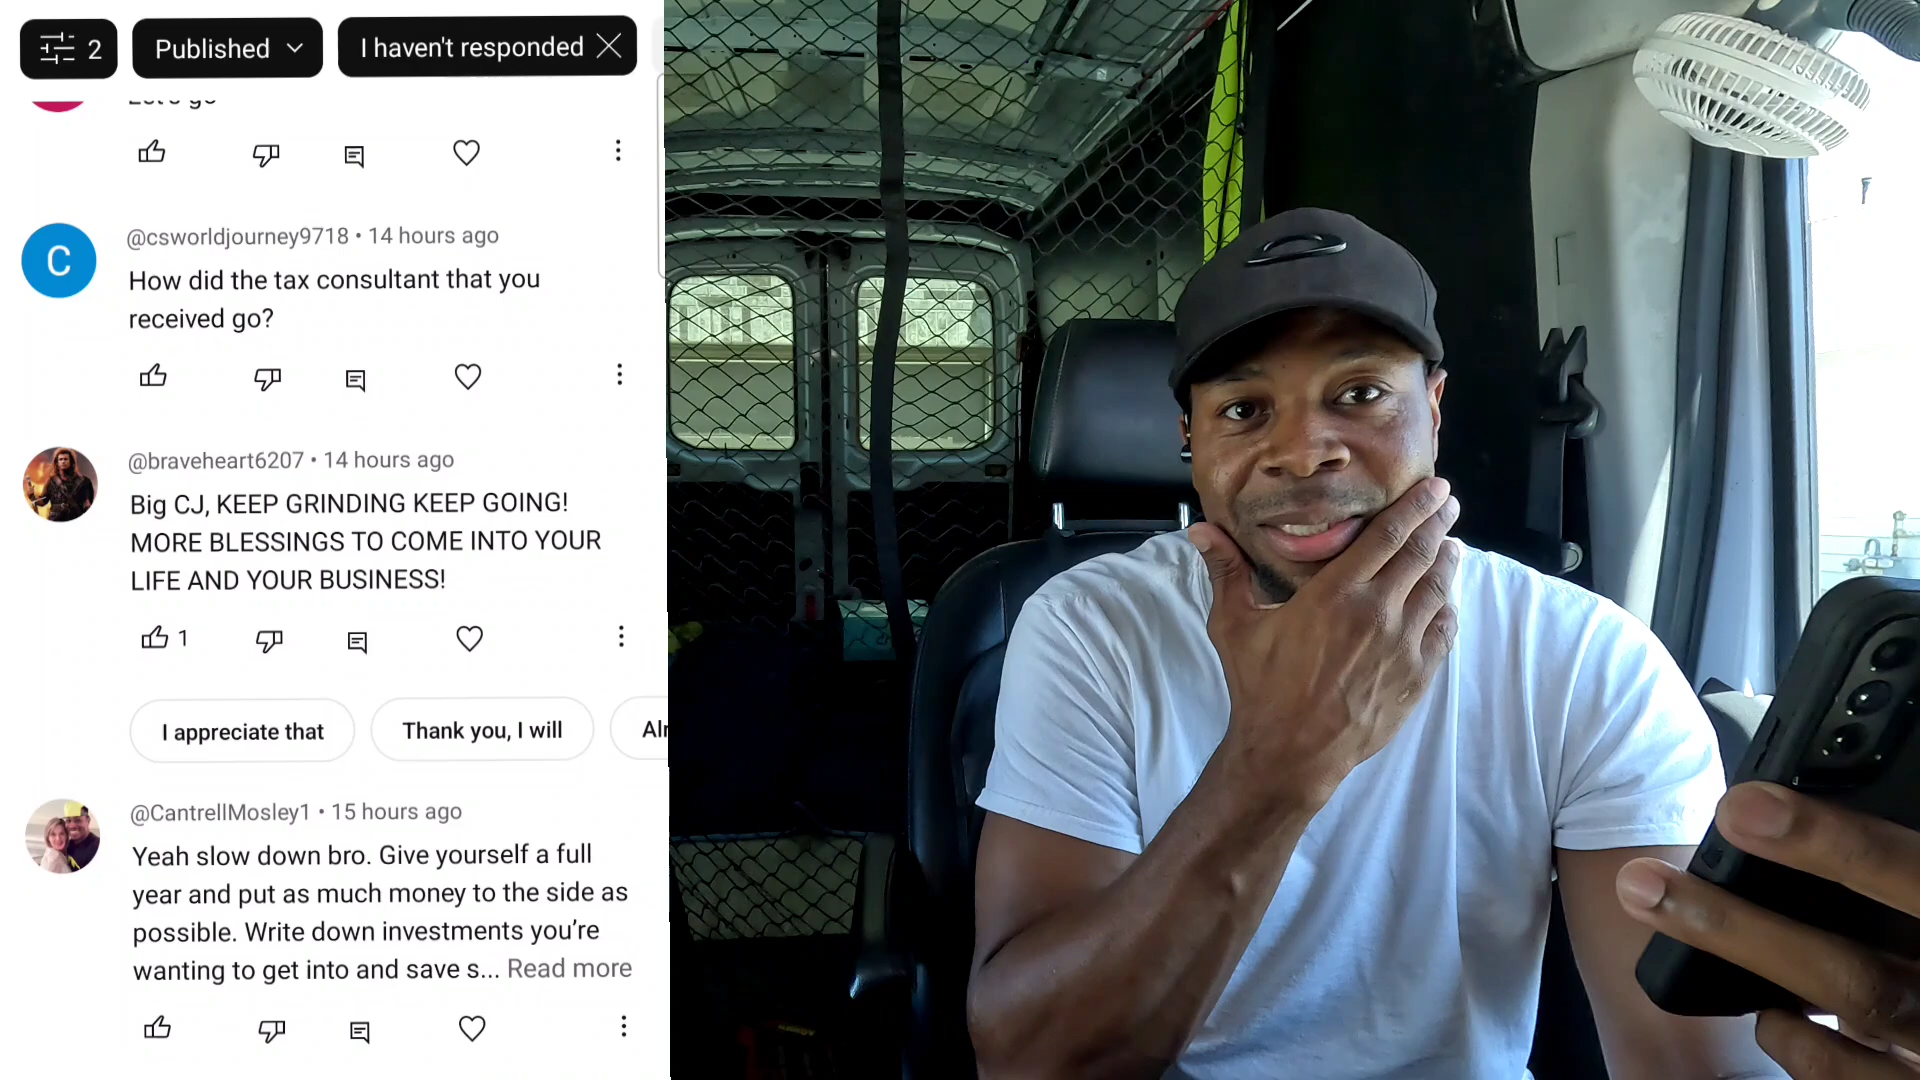 2
Published
I haven't responded
Let's go
@csworldjourney9718 • 14 hours ago
C
How did the tax consultant that you
received go?
@braveheart6207 • 14 hours ago
Big CJ, KEEP GRINDING KEEP GOING!
MORE BLESSINGS TO COME INTO YOUR
LIFE AND YOUR BUSINESS!
1
I appreciate that
Thank you, I will
@CantrellMosley1 • 15 hours ago
Yeah slow down bro. Give yourself a full
year and put as much money to the side as
possible. Write down investments you’re
wanting to get into and save s... Read more